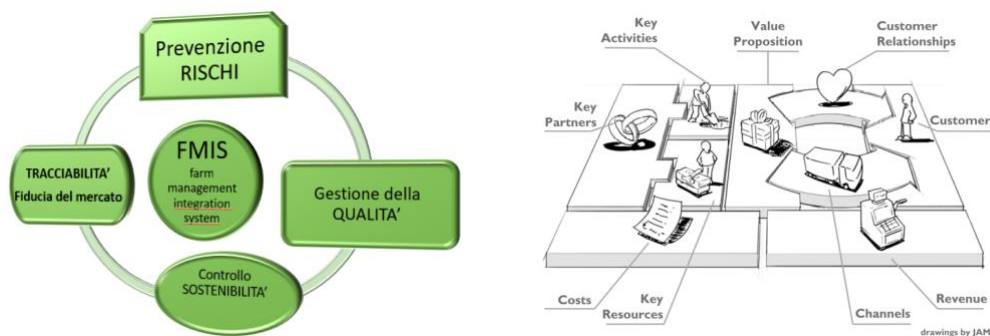 Prevenzione
RISCHI
TRACCIABILITA’
Fiducia del mercato
FMIS
farm
management
integration
system
Gestione della
QUALITA’
Controllo
SOSTENIBILITA’
Key
Activities
Value
Proposition
Customer
Relationships
Key
Partners
Customer
Costs
Key
Resources
Channels
Revenue
drawings by JAM